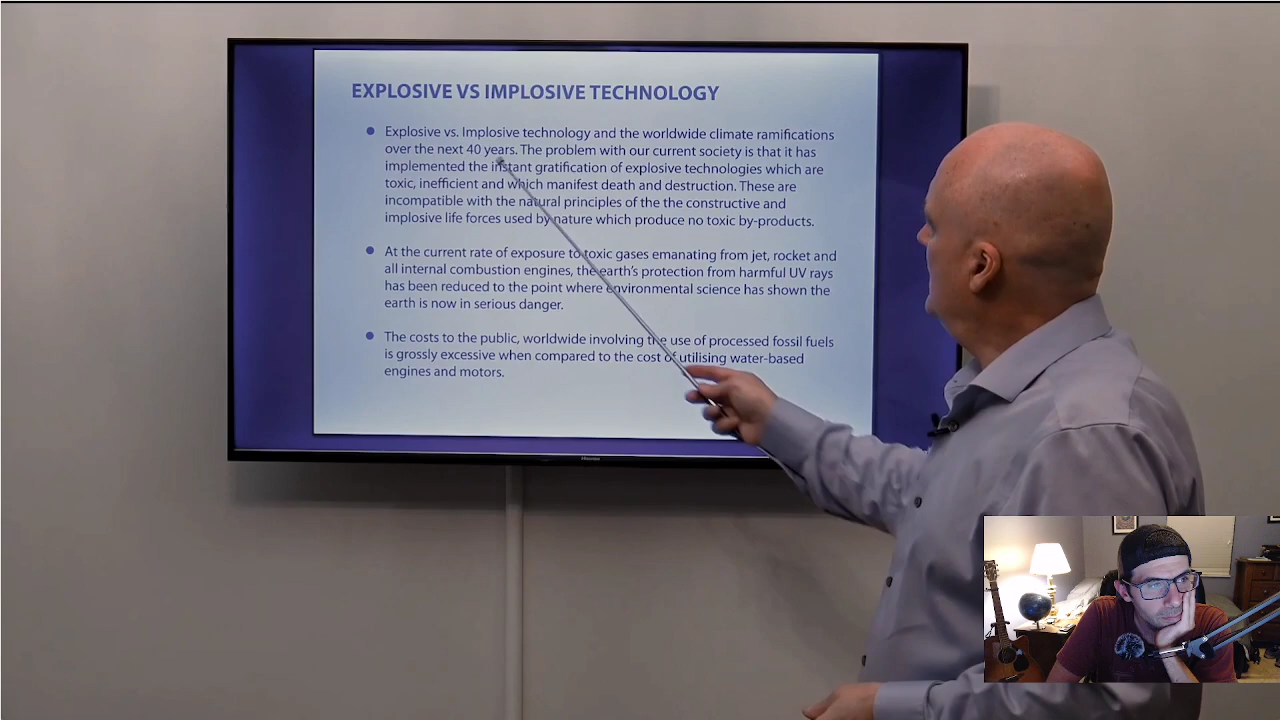 EXPLOSIVE VS IMPLOSIVE TECHNOLOGY
Explosive vs. Implosive technology and the worldwide climate ramifications
over the next 40 years. The problem with our current society is that it has
implemented the instant gratification of explosive technologies which are
toxic, inefficient and which manifest death and destruction. These are
incompatible with the natural principles of the the constructive and
implosive life forces used by nature which produce no toxic by-products.
At the current rate of exposure to toxic gases emanating from jet, rocket and
all internal combustion engines, the earth's protection from harmful UV rays
has been reduced to the point where environmental science has shown the
earth is now in serious danger.
The costs to the public, worldwide involving the use of processed fossil fuels
is grossly excessive when compared to the cost of utilising water-based
engines and motors.
Hisense